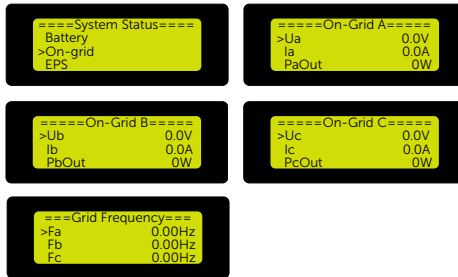 ====System Status====
Battery
>On-grid
EPS
=====On-Grid A=====
>Ua 0.0V
Ia 0.0A
PaOut 0W
=====On-Grid B=====
>Ub 0.0V
Ib 0.0A
PbOut 0W
=====On-Grid C=====
>Uc 0.0V
Ic 0.0A
PcOut 0W
===Grid Frequency===
>Fa 0.00Hz
Fb 0.00Hz
Fc 0.00Hz